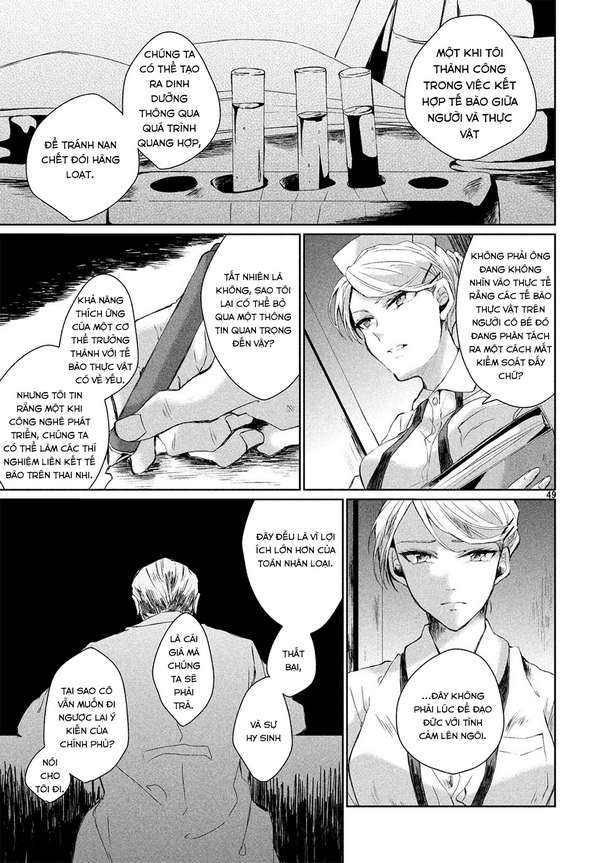 MỘT KHI TÔI
THÀNH CÔNG
TRONG VIỆC KẾT
HỢP TẾ BÀO GIỮA
NGƯỜI VÀ THỰC
VẬT
CHÚNG TA
CÓ THỂ TẠO
RA DINH
DƯỠNG
THÔNG QUA
QUÁ TRÌNH
QUANG HỢP,
ĐỂ TRÁNH NẠN
CHẾT ĐÓI HÀNG
LOẠT.
KHÔNG PHẢI ÔNG
ĐANG KHÔNG
NHÌN VÀO THỰC TẾ
RẰNG CÁC TẾ BÀO
THỰC VẬT TRÊN
NGƯỜI CÔ BÉ ĐÓ
ĐANG PHÂN TÁCH
RA MỘT CÁCH MẤT
KIỂM SOÁT ĐẤY
CHỨ?
TẤT NHIÊN LÀ
KHÔNG, SAO TÔI
LẠI CÓ THỂ BỎ
QUA MỘT THÔNG
TIN QUAN TRỌNG
ĐẾN VẬY?
KHẢ NĂNG
THÍCH ỨNG
CỦA MỘT CƠ
THỂ TRƯỞNG
THÀNH VỚI TẾ
BÀO THỰC VẬT
CÓ VẺ YẾU.
NHƯNG TÔI TIN
RẰNG MỘT KHI
CÔNG NGHỆ PHÁT
TRIỂN, CHÚNG TA
CÓ THỂ LÀM CÁC THÍ
NGHIỆM LIÊN KẾT TẾ
BÀO TRÊN THAI NHI.
49
...ĐÂY KHÔNG
PHẢI LÚC ĐỂ ĐẠO
ĐỨC VỚI TÌNH
CẢM LÊN NGÔI.
ĐÂY ĐỀU LÀ VÌ LỢI
ÍCH LỚN HƠN CỦA
TOÀN NHÂN LOẠI.
THẤT
BẠI,
VÀ SỰ
HY SINH
LÀ CÁI
GIÁ MÀ
CHÚNG TA
SẼ PHẢI
TRẢ.
TẠI SAO CÔ
VẪN MUỐN ĐI
NGƯỢC LẠI Ý
KIẾN CỦA
CHÍNH PHỦ?
NÓI
CHO
TÔI ĐI.